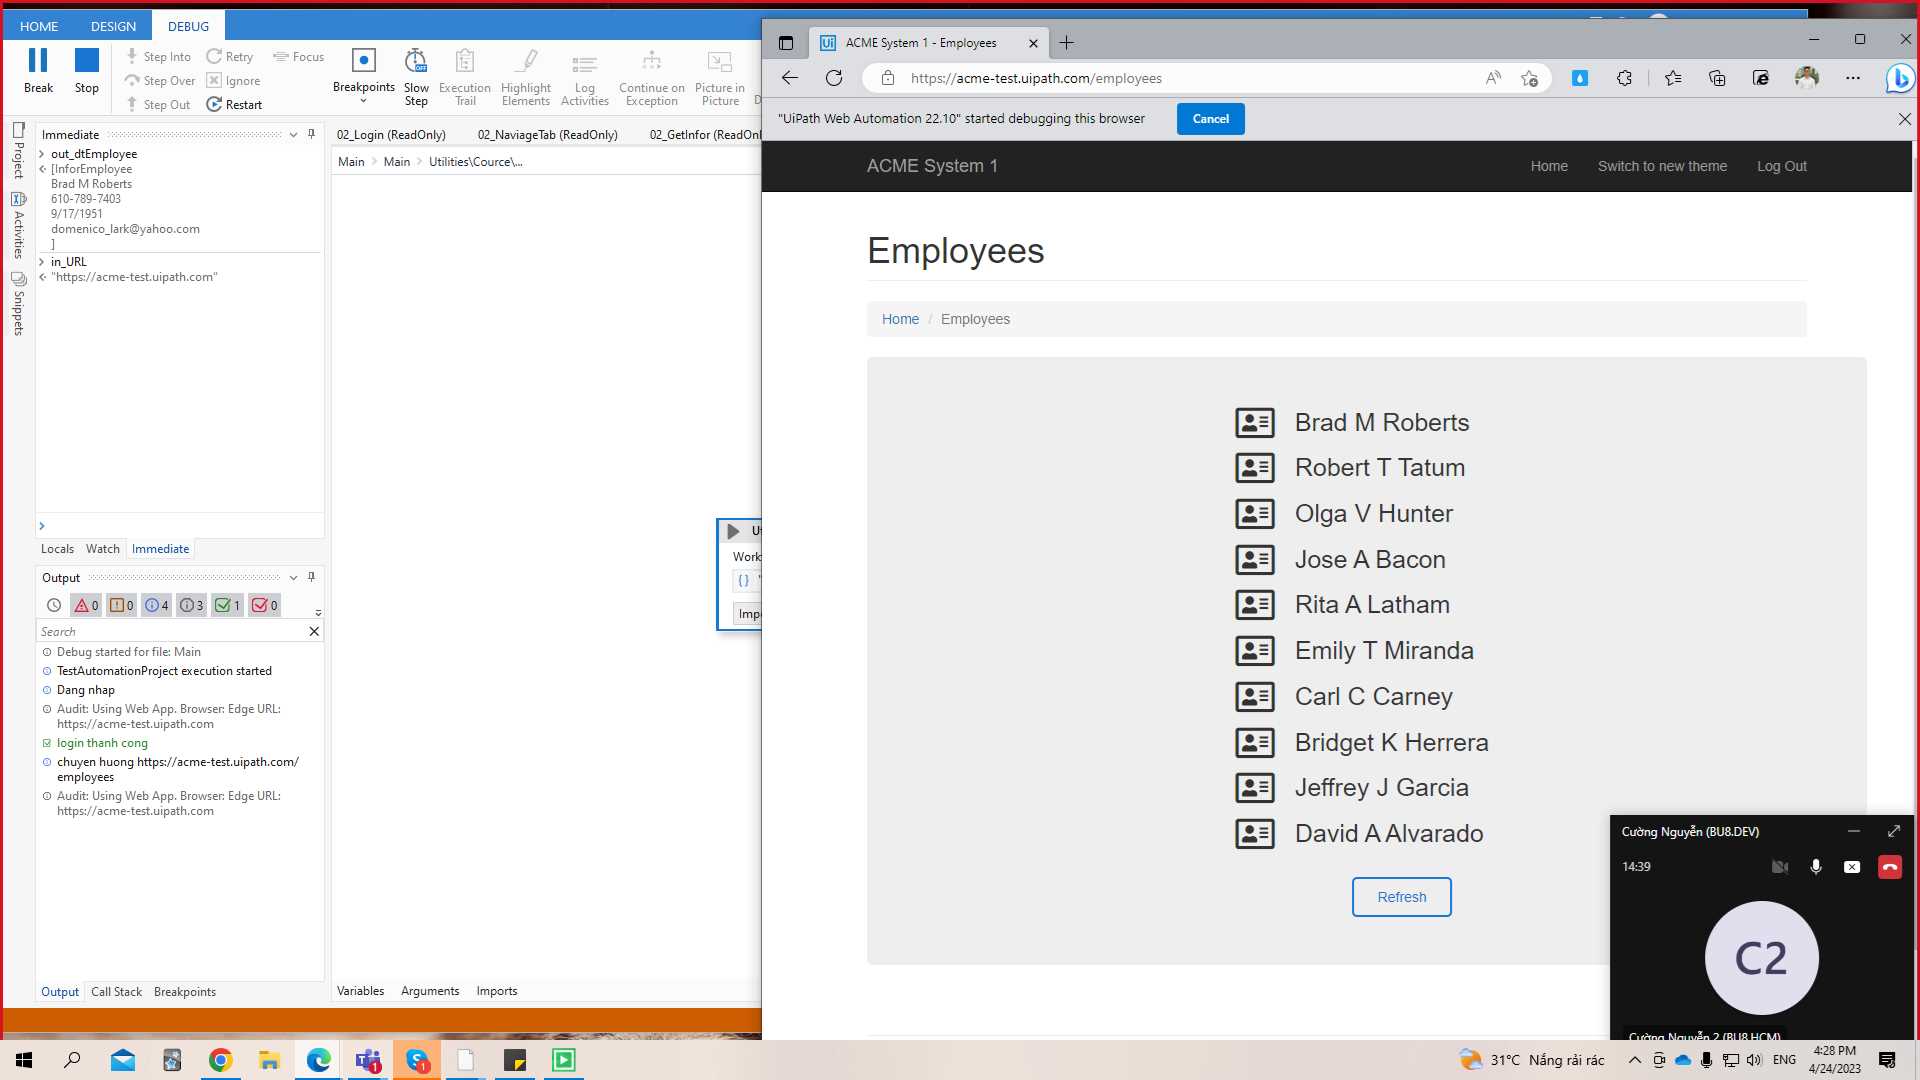 HOME DESIGN DEBUG
Break
Stop
Step Into
Step Over
Step Out
Retry
Ignore
Restart
Focus
Breakpoints
Slow
Step
Execution
Trail
Highlight
Elements
Log
Activities
Continue on
Exception
Picture in
Picture
Project
Activities
Snippets
Immediate
out_dtEmployee
[InforEmployee
Brad M Roberts
610-789-7403
9/17/1951
domenico_lark@yahoo.com
]
in_URL
"https://acme-test.uipath.com"
Locals Watch Immediate
Output
0 0 4 3 1 0
Search
Debug started for file: Main
TestAutomationProject execution started
Dang nhap
Audit: Using Web App. Browser: Edge URL:
https://acme-test.uipath.com
login thanh cong
chuyen huong https://acme-test.uipath.com/
employees
Audit: Using Web App. Browser: Edge URL:
https://acme-test.uipath.com
Output Call Stack Breakpoints
02_Login (ReadOnly) 02_NaviageTab (ReadOnly) 02_GetInfor (ReadOnl
Main > Main > Utilities\Cource\...
Ut
Work
{ } "
Impo
Variables Arguments Imports
Ui ACME System 1 - Employees
https://acme-test.uipath.com/employees
"UiPath Web Automation 22.10" started debugging this browser
Cancel
ACME System 1
Home Switch to new theme Log Out
Employees
Home / Employees
Brad M Roberts
Robert T Tatum
Olga V Hunter
Jose A Bacon
Rita A Latham
Emily T Miranda
Carl C Carney
Bridget K Herrera
Jeffrey J Garcia
David A Alvarado
Refresh
Cường Nguyễn (BU8.DEV)
14:39
C2
Cường Nguyễn 2 (BU8.HCM)
31°C Nắng rải rác
ENG
4:28 PM
4/24/2023